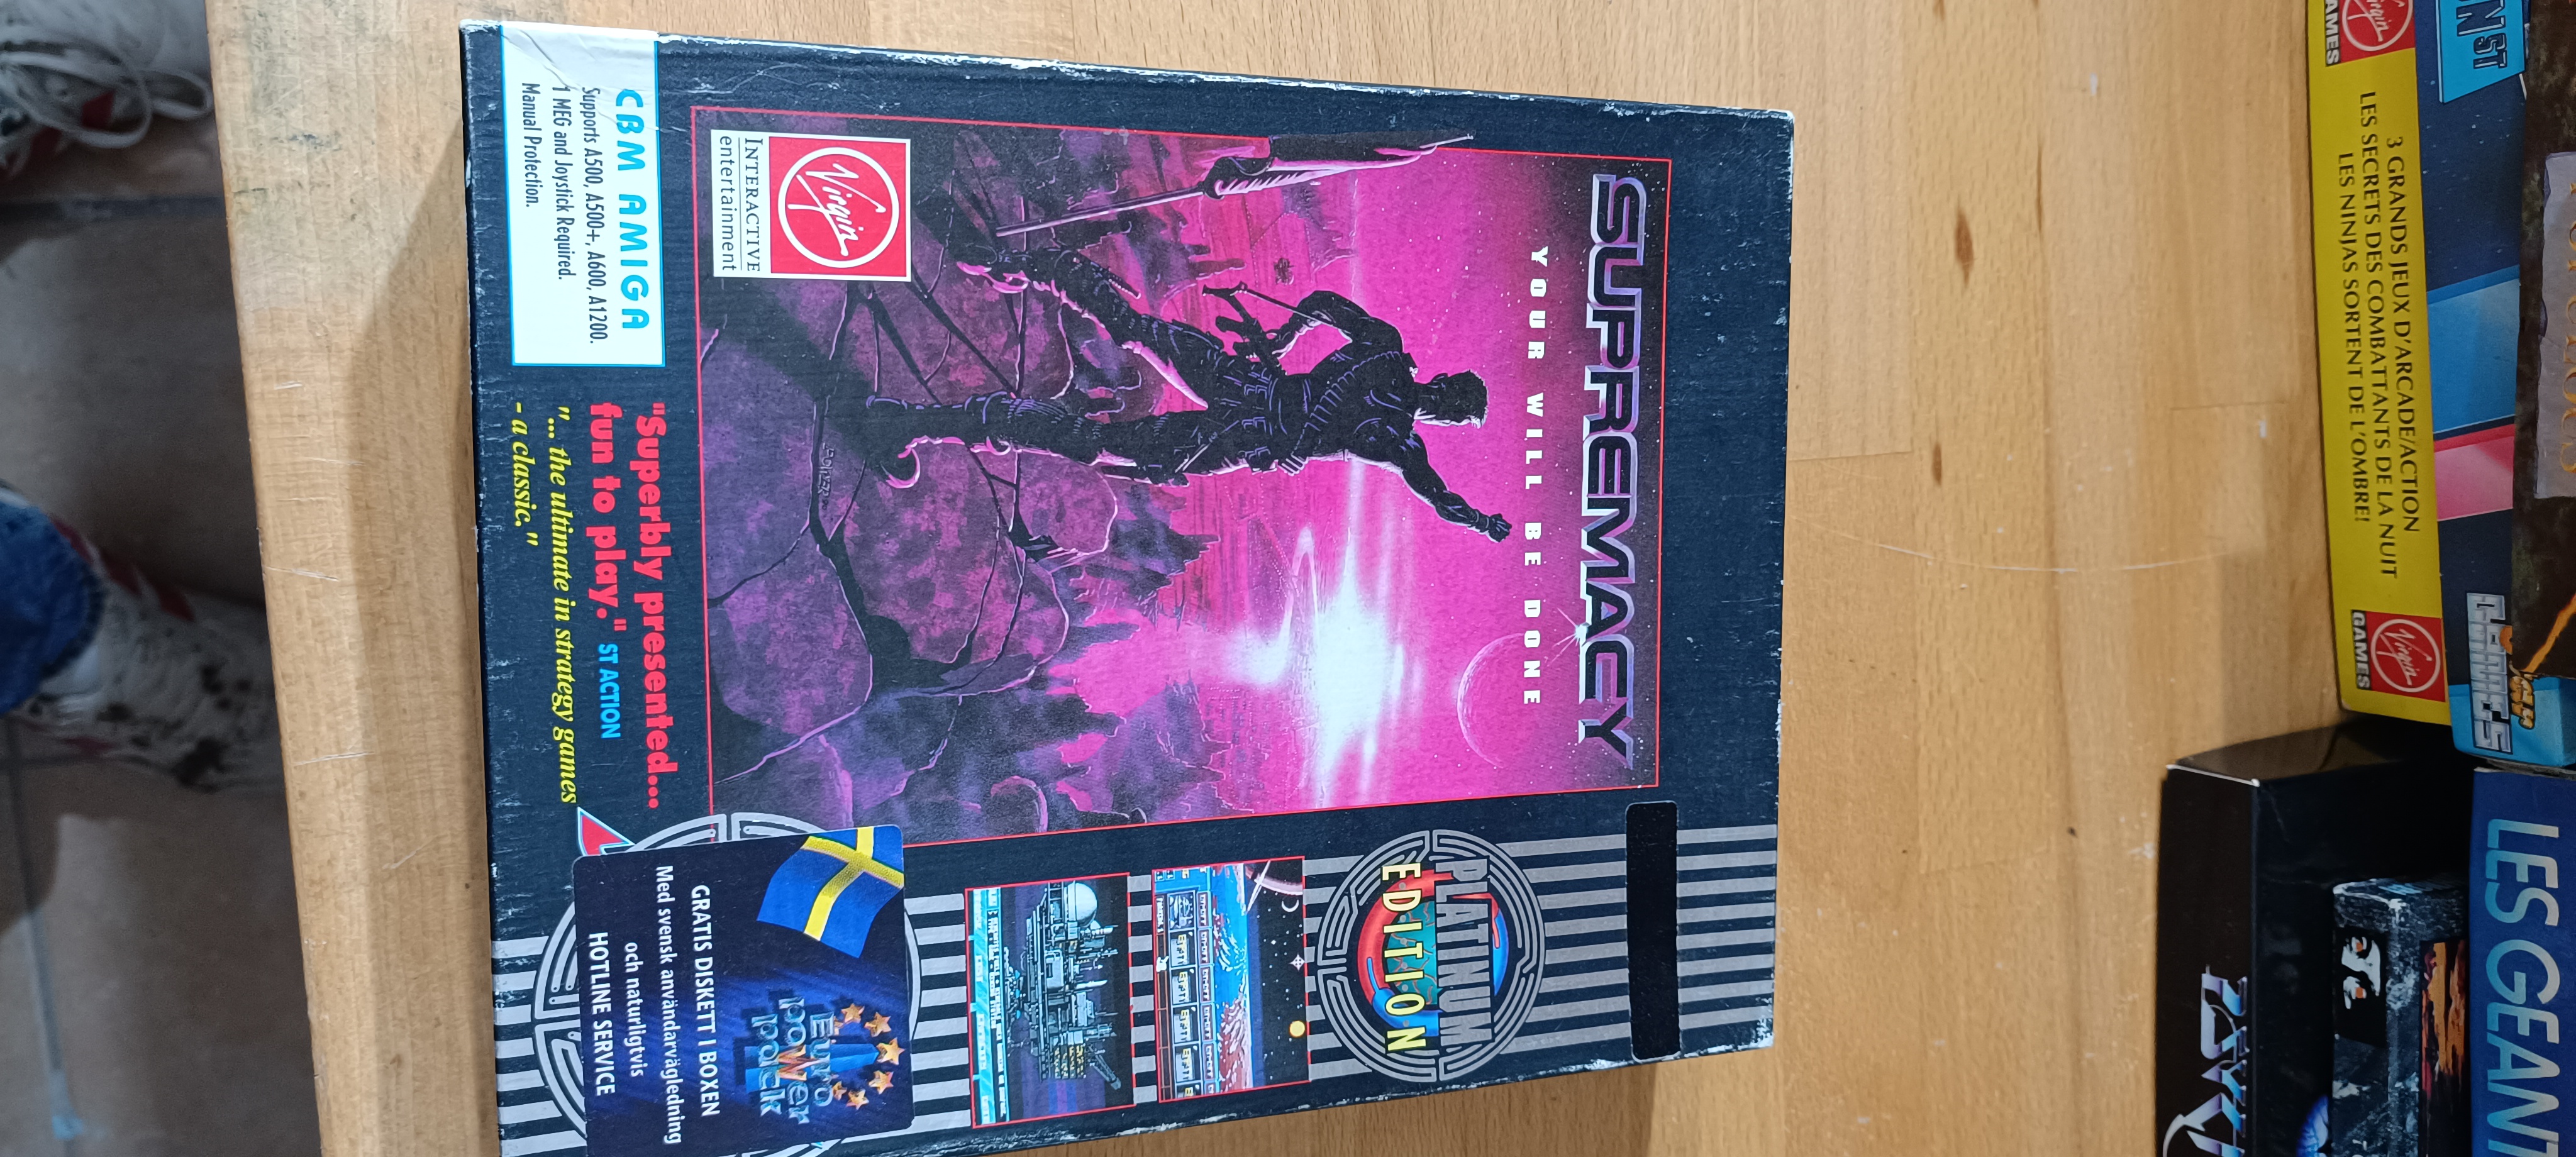 SUPREMACY
YOUR WILL BE DONE
Virgin
INTERACTIVE
entertainment
CBM AMIGA
Supports A500, A500+, A600, A1200.
1 MEG and Joystick Required.
Manual Protection.
"Superbly presented...
fun to play." ST ACTION
"... the ultimate in strategy games
- a classic."
PLATINUM
EDITION
Euro
power
pack
GRATIS DISKETT I BOXEN
Med svensk användarvägledning
och naturligtvis
HOTLINE SERVICE
Virgin
GAMES
ST
3 GRANDS JEUX D'ARCADE/ACTION
LES SECRETS DES COMBATTANTS DE LA NUIT
LES NINJAS SORTENT DE L'OMBRE!
Virgin
GAMES
LES GEANT